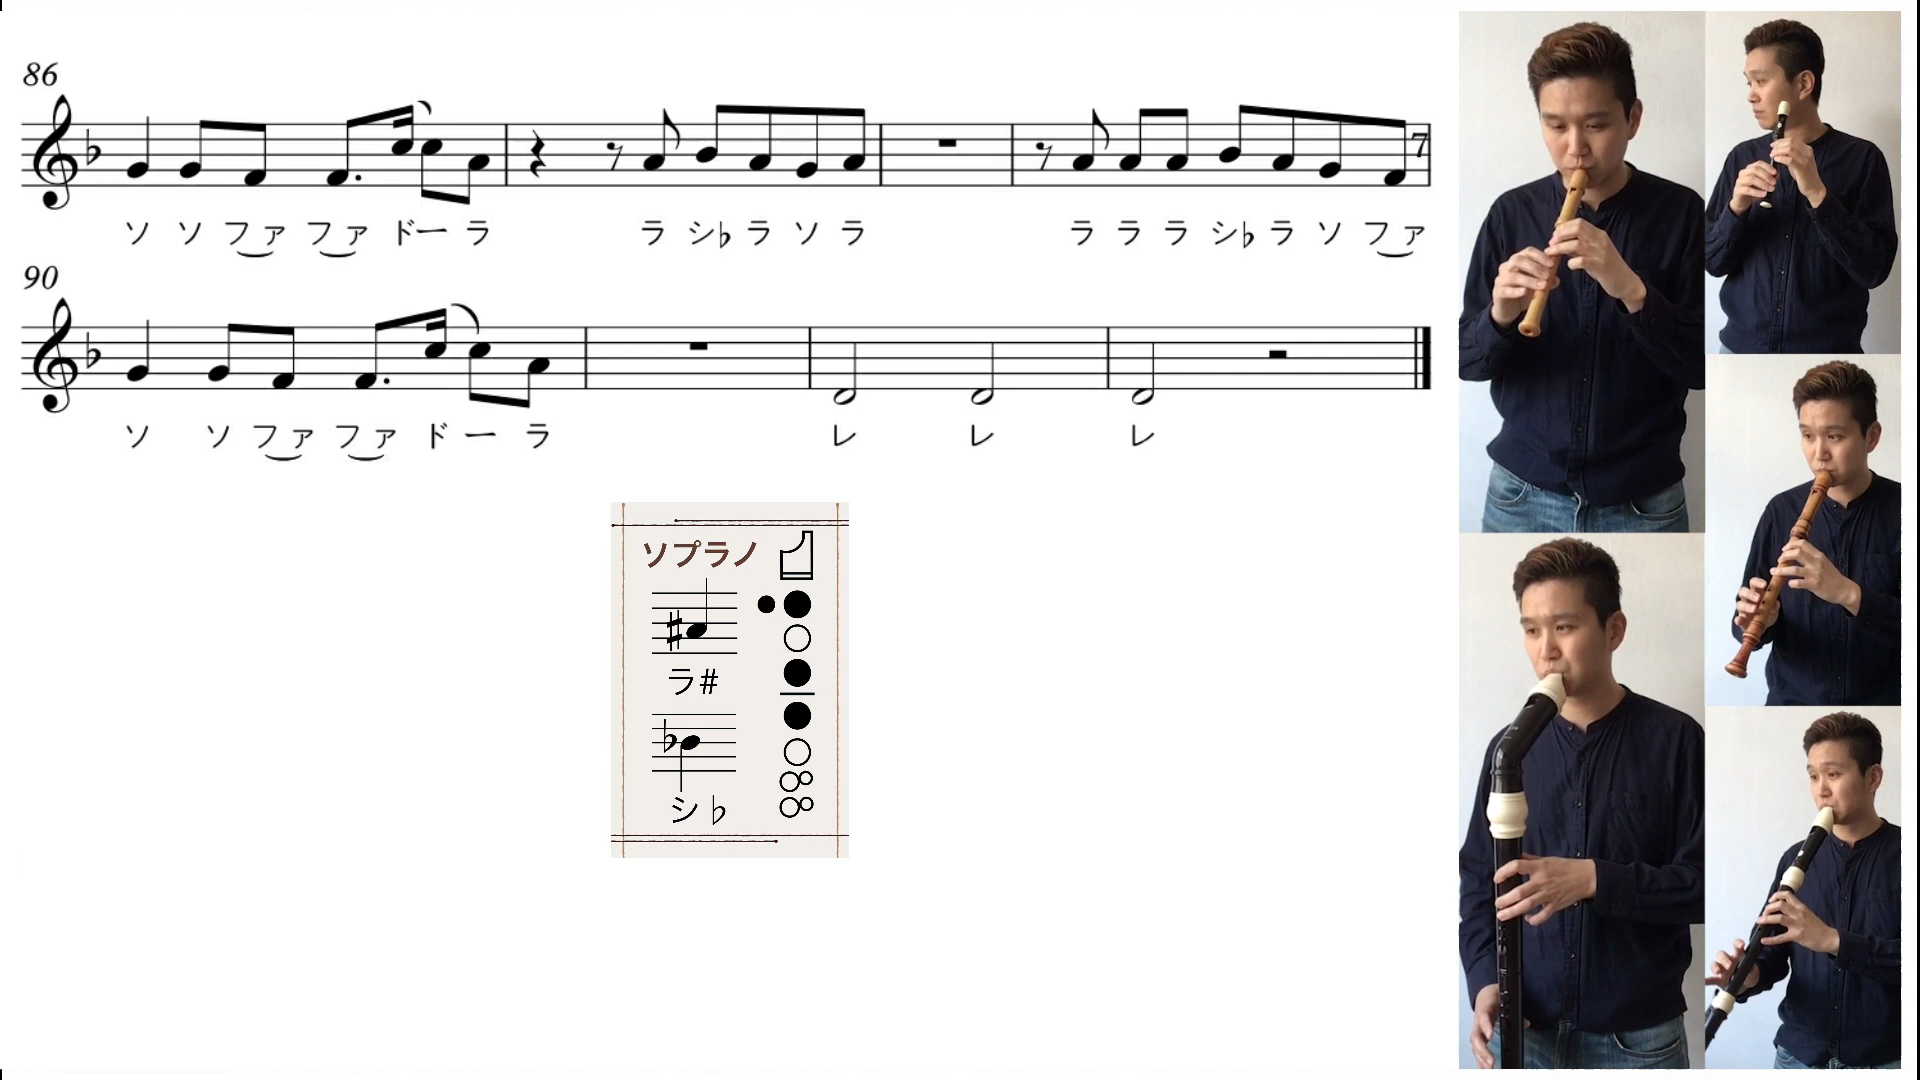 86
ソ ソ ファ ファ ドー ラ ラ シ♭ ラ ソ ラ ラ ラ ラ シ♭ ラ ソ ファ
7
90
ソ ソ ファ ファ ド ー ラ レ レ レ
ソプラノ
ラ#
シ♭